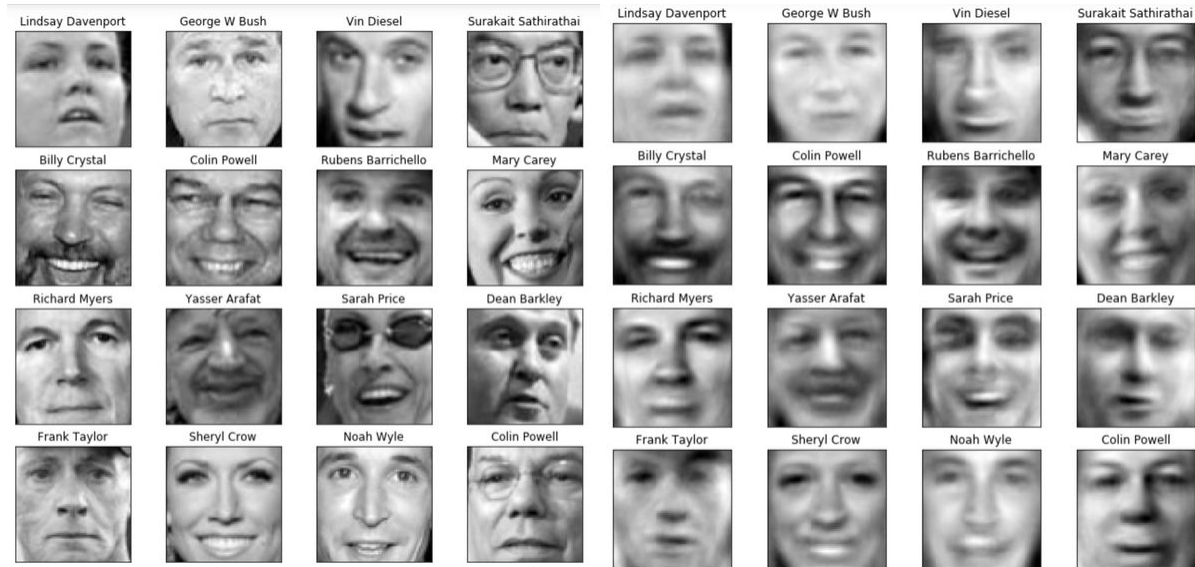 Lindsay Davenport George W Bush Vin Diesel Surakait Sathirathai
Billy Crystal Colin Powell Rubens Barrichello Mary Carey
Richard Myers Yasser Arafat Sarah Price Dean Barkley
Frank Taylor Sheryl Crow Noah Wyle Colin Powell
Lindsay Davenport George W Bush Vin Diesel Surakait Sathirathai
Billy Crystal Colin Powell Rubens Barrichello Mary Carey
Richard Myers Yasser Arafat Sarah Price Dean Barkley
Frank Taylor Sheryl Crow Noah Wyle Colin Powell